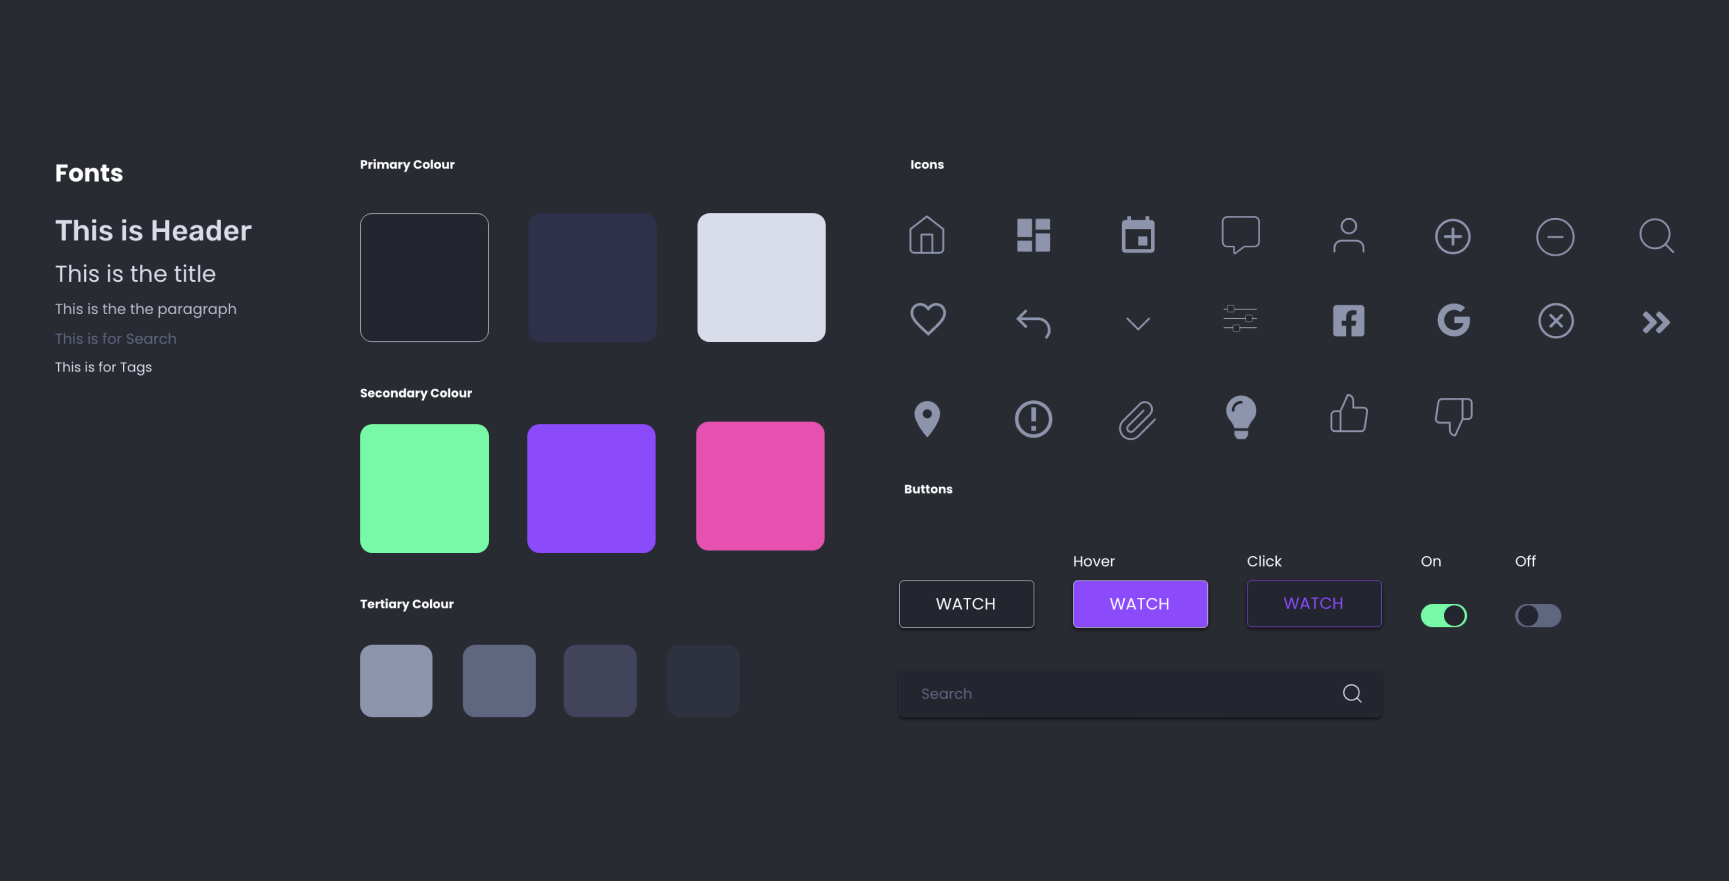 Fonts
This is Header
This is the title
This is the the paragraph
This is for Search
This is for Tags
Primary Colour
Secondary Colour
Tertiary Colour
Icons
Buttons
Hover
Click
On
Off
WATCH
WATCH
WATCH
Search